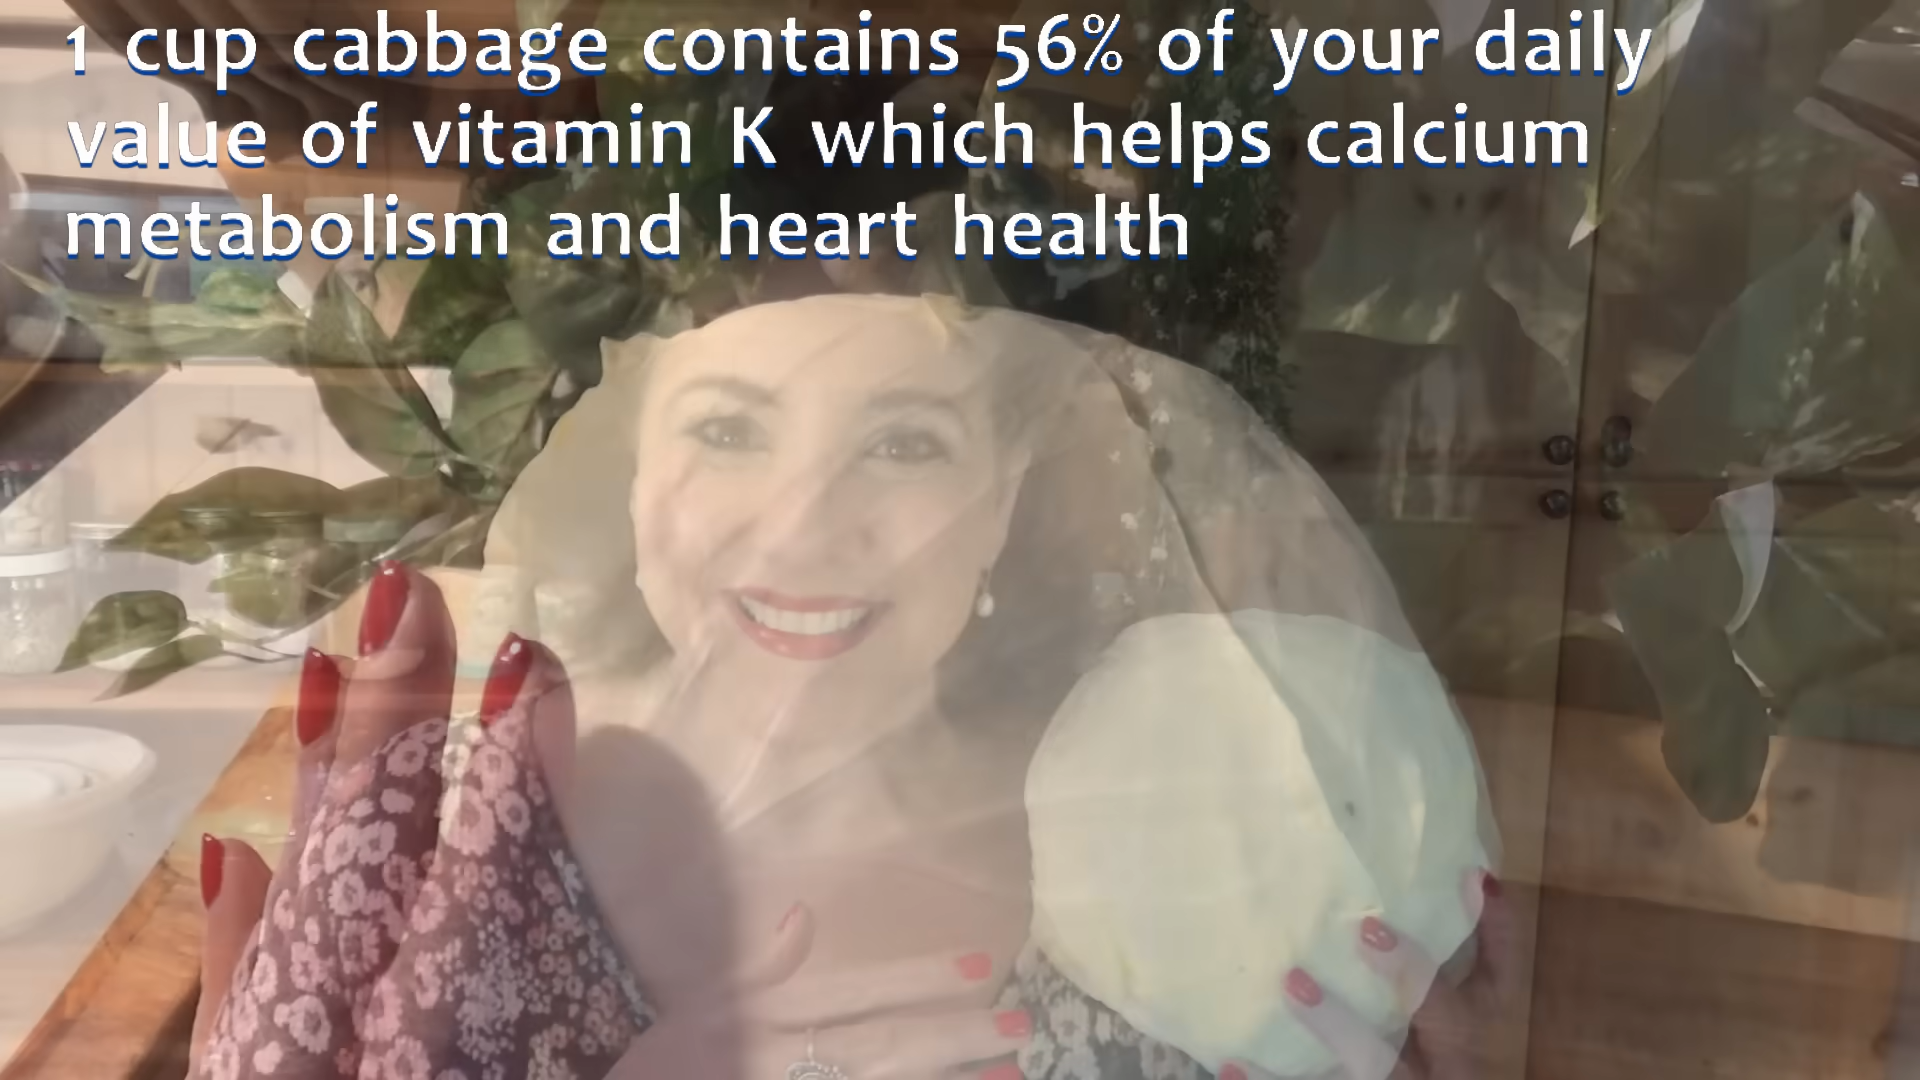 1 cup cabbage contains 56% of your daily
value of vitamin K which helps calcium
metabolism and heart health